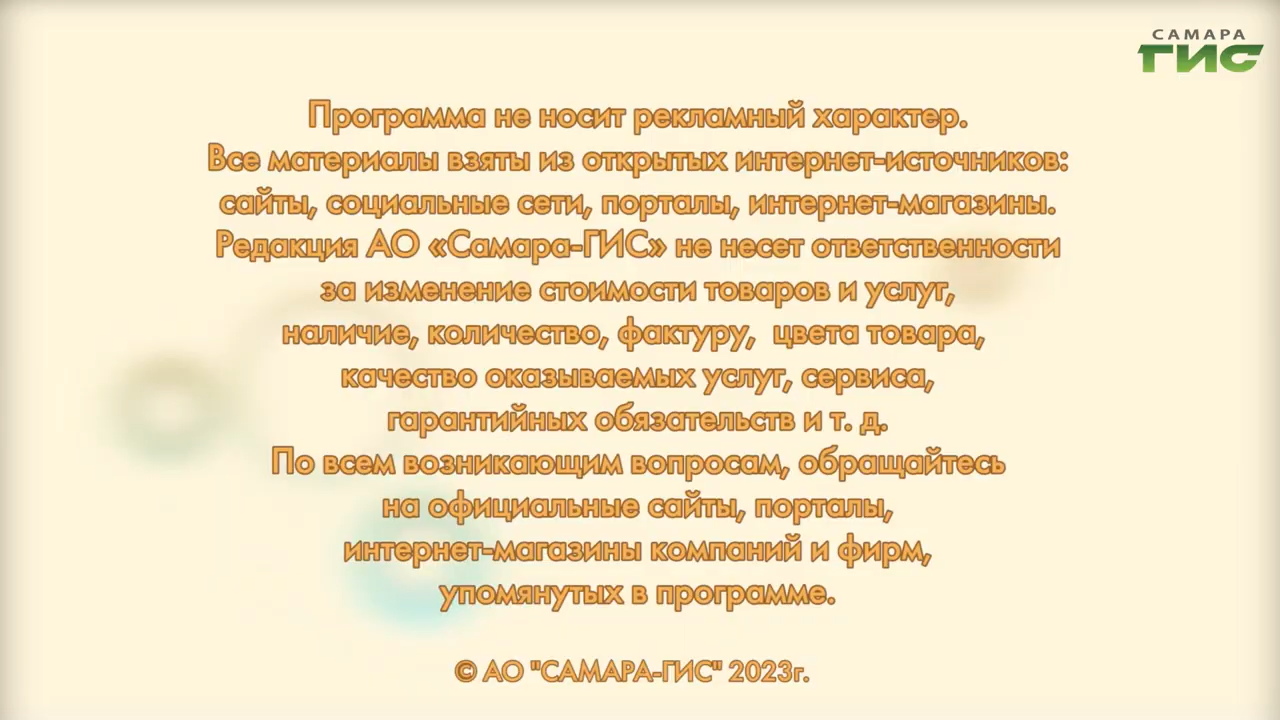 САМАРА
ГИС
Программа не носит рекламный характер.
Все материалы взяты из открытых интернет-источников:
сайты, социальные сети, порталы, интернет-магазины.
Редакция АО «Самара-ГИС» не несет ответственности
за изменение стоимости товаров и услуг,
наличие, количество, фактуру, цвета товара,
качество оказываемых услуг, сервиса,
гарантийных обязательств и т. д.
По всем возникающим вопросам, обращайтесь
на официальные сайты, порталы,
интернет-магазины компаний и фирм,
упомянутых в программе.
© АО "САМАРА-ГИС" 2023г.